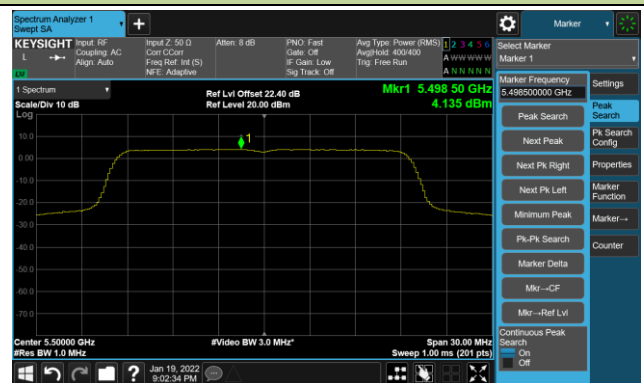 Spectrum Analyzer 1
Swept SA
+
Marker
KEYSIGHT
L
Input: RF
Coupling: AC
Align: Auto
Input Z: 50 Ω
Corr CCorr
Freq Ref: Int (S)
NFE: Adaptive
Atten: 8 dB
PNO: Fast
Gate: Off
IF Gain: Low
Sig Track: Off
Avg Type: Power (RMS)
Avg|Hold: 400/400
Trig: Free Run
1 2 3 4 5 6
A W W W W W
A N N N N N
Select Marker
Marker 1
1 Spectrum
Scale/Div 10 dB
Log
Ref Lvl Offset 22.40 dB
Ref Level 20.00 dBm
Mkr1 5.498 50 GHz
4.135 dBm
1
10.0
0.00
-10.0
-20.0
-30.0
-40.0
-50.0
-60.0
-70.0
Center 5.50000 GHz
#Res BW 1.0 MHz
#Video BW 3.0 MHz*
Span 30.00 MHz
Sweep 1.00 ms (201 pts)
Marker Frequency
5.498500000 GHz
Peak Search
Next Peak
Next Pk Right
Next Pk Left
Minimum Peak
Pk-Pk Search
Marker Delta
Mkr→CF
Mkr→Ref Lvl
Continuous Peak
Search
On
Off
Settings
Peak
Search
Pk Search
Config
Properties
Marker
Function
Marker→
Counter
?
Jan 19, 2022
9:02:34 PM